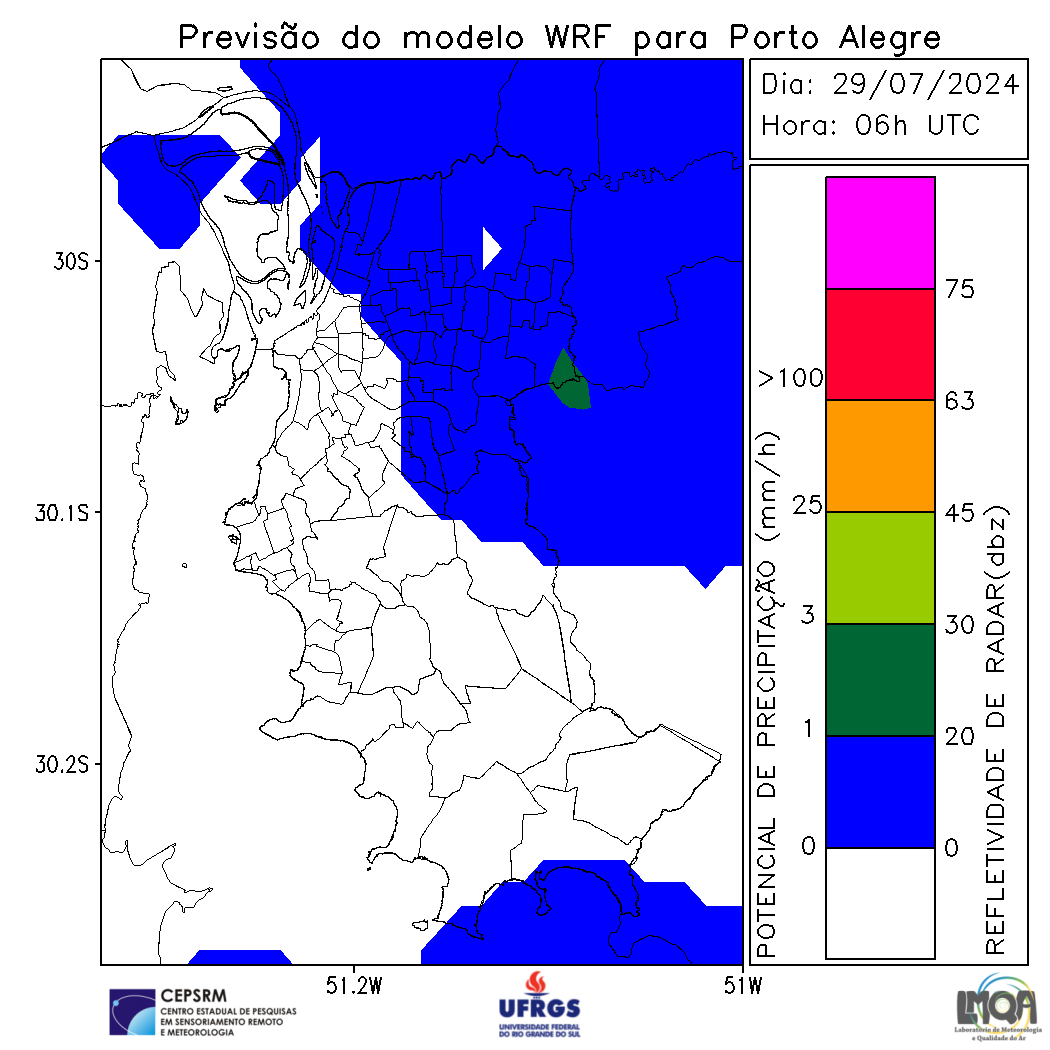 Previsão do modelo WRF para Porto Alegre
Dia: 29/07/2024
Hora: 06h UTC
30S
30.1S
30.2S
51.2W
51W
POTENCIAL DE PRECIPITAÇÃO (mm/h)
>100
25
3
1
0
75
63
45
30
20
0
REFLETIVIDADE DE RADAR(dbz)
CEPSRM
CENTRO ESTADUAL DE PESQUISAS
EM SENSORIAMENTO REMOTO
E METEOROLOGIA
UFRGS
UNIVERSIDADE FEDERAL
DO RIO GRANDE DO SUL
LMQA
Laboratório de Meteorologia
e Qualidade do Ar